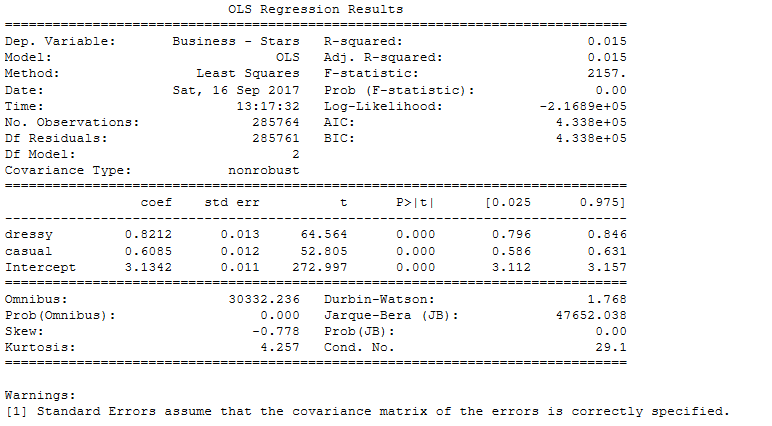 OLS Regression Results
==============================================================================
Dep. Variable:       Business - Stars   R-squared:                       0.015
Model:                            OLS   Adj. R-squared:                  0.015
Method:                 Least Squares   F-statistic:                     2157.
Date:                Sat, 16 Sep 2017   Prob (F-statistic):               0.00
Time:                        13:17:32   Log-Likelihood:            -2.1689e+05
No. Observations:              285764   AIC:                         4.338e+05
Df Residuals:                  285761   BIC:                         4.338e+05
Df Model:                           2
Covariance Type:            nonrobust
==============================================================================
                 coef    std err          t      P>|t|      [0.025      0.975]
------------------------------------------------------------------------------
dressy         0.8212      0.013     64.564      0.000       0.796       0.846
casual         0.6085      0.012     52.805      0.000       0.586       0.631
Intercept      3.1342      0.011    272.997      0.000       3.112       3.157
==============================================================================
Omnibus:                    30332.236   Durbin-Watson:                   1.768
Prob(Omnibus):                  0.000   Jarque-Bera (JB):            47652.038
Skew:                          -0.778   Prob(JB):                         0.00
Kurtosis:                       4.257   Cond. No.                         29.1
==============================================================================

Warnings:
[1] Standard Errors assume that the covariance matrix of the errors is correctly specified.